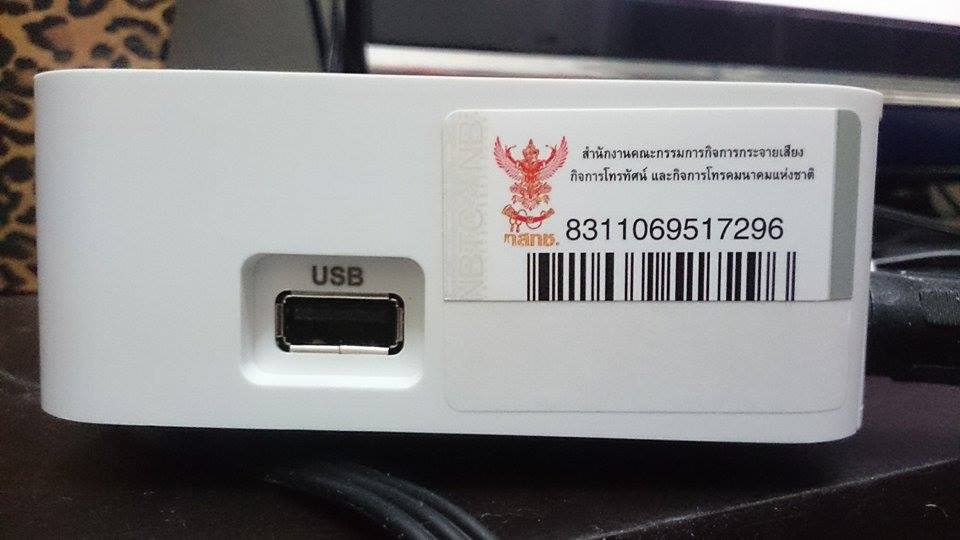 สำนักงานคณะกรรมการกิจการกระจายเสียง
กิจการโทรทัศน์ และกิจการโทรคมนาคมแห่งชาติ
กสทช. 8311069517296
USB